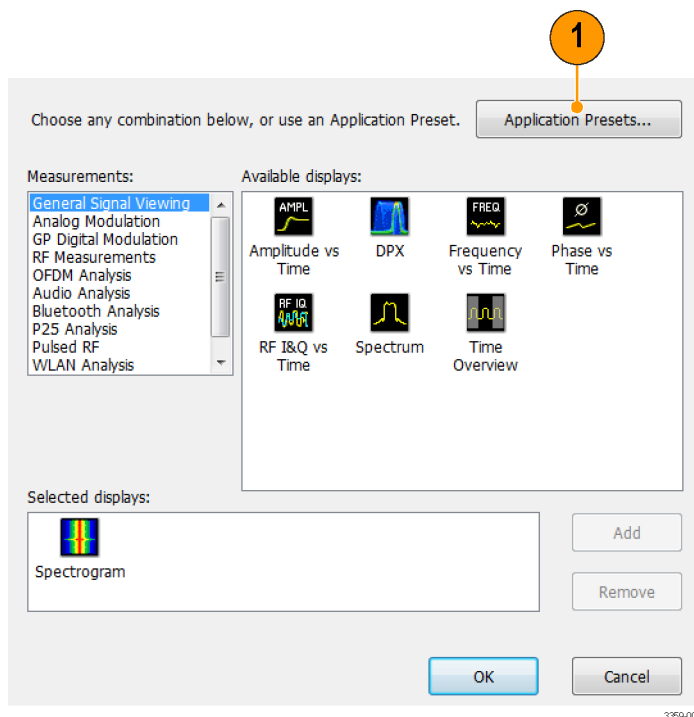 1
Choose any combination below, or use an Application Preset.
Application Presets...
Measurements:
General Signal Viewing
Analog Modulation
GP Digital Modulation
RF Measurements
OFDM Analysis
Audio Analysis
Bluetooth Analysis
P25 Analysis
Pulsed RF
WLAN Analysis
Available displays:
AMPL
Amplitude vs
Time
DPX
FREQ
Frequency
vs Time
Ø
Phase vs
Time
RF IQ
RF I&Q vs
Time
Spectrum
Time
Overview
Selected displays:
Spectrogram
Add
Remove
OK
Cancel